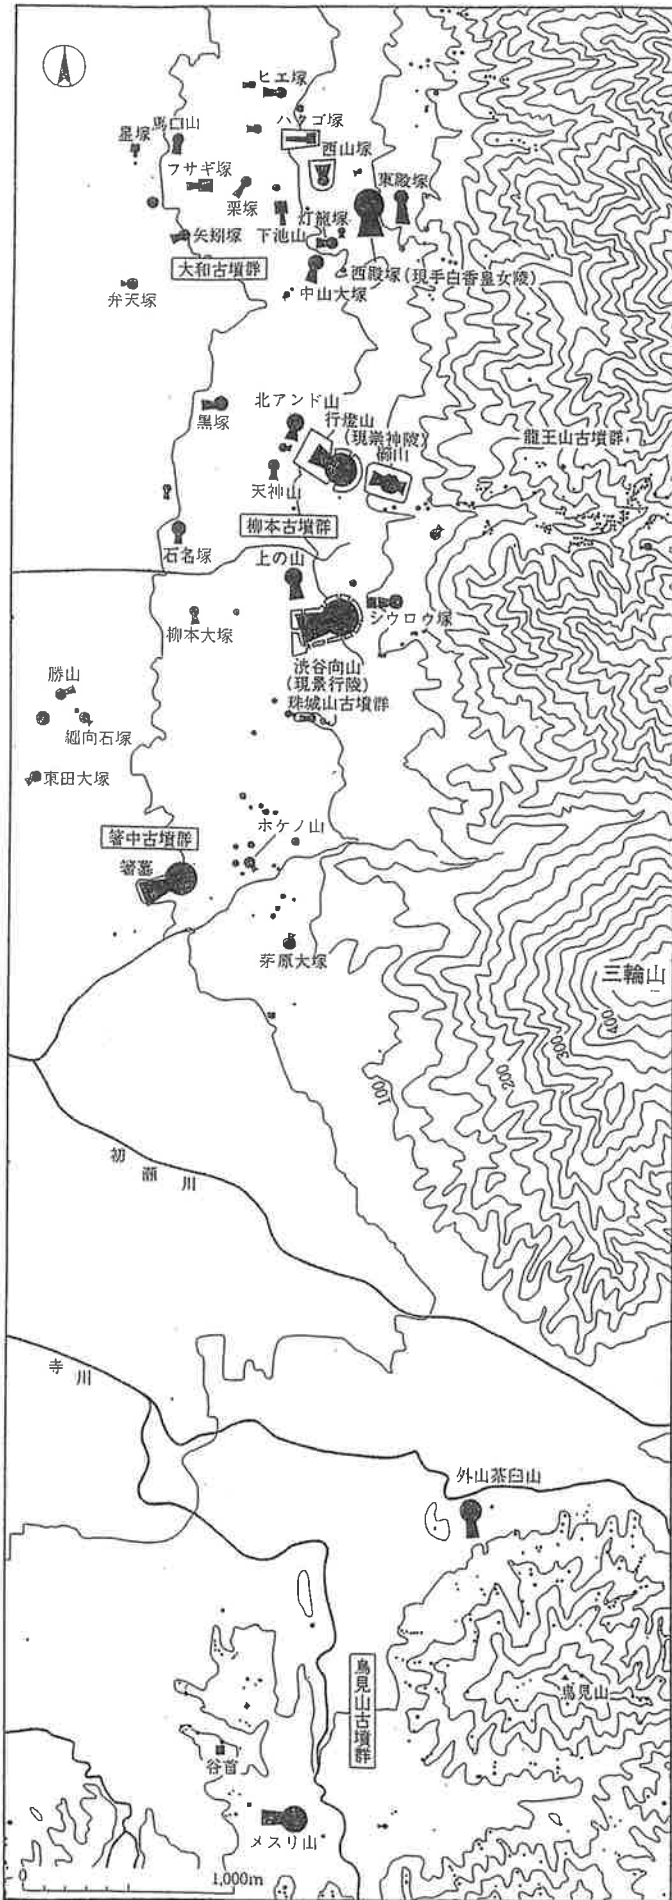 ヒエ塚
馬口山
星塚
ハタゴ塚
フサギ塚
西山塚
東殿塚
栗塚
下池山
灯籠塚
矢矧塚
大和古墳群
西殿塚(現手白香皇女陵)
弁天塚
中山大塚
黒塚
北アンド山
行燈山
(現崇神陵)
櫛山
龍王山古墳群
天神山
柳本古墳群
石名塚
上の山
柳本大塚
シウロウ塚
渋谷向山
(現景行陵)
珠城山古墳群
勝山
纒向石塚
東田大塚
ホケノ山
箸中古墳群
箸墓
茅原大塚
三輪山
400
300
200
100
初瀬川
寺川
外山茶臼山
鳥見山古墳群
鳥見山
谷首
メスリ山
0
1,000m